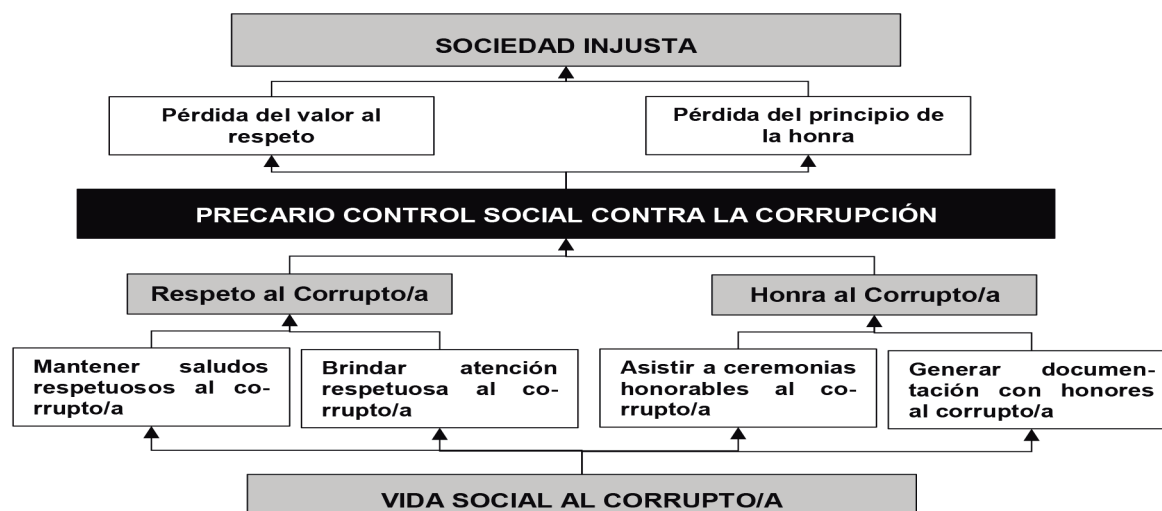 SOCIEDAD INJUSTA
Pérdida del valor al
respeto
Pérdida del principio de
la honra
PRECARIO CONTROL SOCIAL CONTRA LA CORRUPCIÓN
Respeto al Corrupto/a
Honra al Corrupto/a
Mantener saludos
respetuosos al co-
rrupto/a
Brindar atención
respetuosa al co-
rrupto/a
Asistir a ceremonias
honorables al co-
rrupto/a
Generar documen-
tación con honores
al corrupto/a
VIDA SOCIAL AL CORRUPTO/A